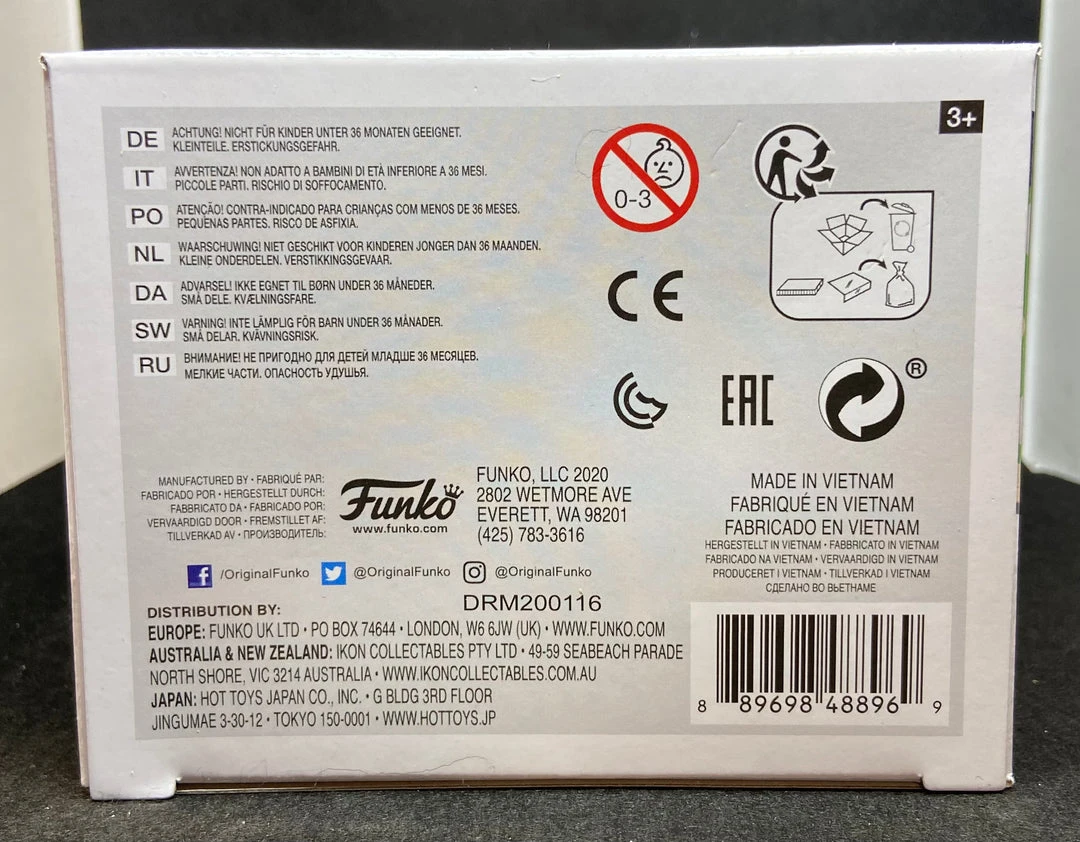 3+
DE
ACHTUNG! NICHT FÜR KINDER UNTER 36 MONATEN GEEIGNET.
KLEINTEILE. ERSTICKUNGSGEFAHR.
IT
AVVERTENZA! NON ADATTO A BAMBINI DI ETÀ INFERIORE A 36 MESI.
PICCOLE PARTI. RISCHIO DI SOFFOCAMENTO.
PO
ATENÇÃO! CONTRA-INDICADO PARA CRIANÇAS COM MENOS DE 36 MESES.
PEQUENAS PARTES. RISCO DE ASFIXIA.
NL
WAARSCHUWING! NIET GESCHIKT VOOR KINDEREN JONGER DAN 36 MAANDEN.
KLEINE ONDERDELEN. VERSTIKKINGSGEVAAR.
DA
ADVARSEL! IKKE EGNET TIL BØRN UNDER 36 MÅNEDER.
SMÅ DELE. KVÆLNINGSFARE.
SW
VARNING! INTE LÄMPLIG FÖR BARN UNDER 36 MÅNADER.
SMÅ DELAR. KVÄVNINGSRISK.
RU
ВНИМАНИЕ! НЕ ПРИГОДНО ДЛЯ ДЕТЕЙ МЛАДШЕ 36 МЕСЯЦЕВ.
МЕЛКИЕ ЧАСТИ. ОПАСНОСТЬ УДУШЬЯ.
0-3
CE
EAC
®
MANUFACTURED BY • FABRIQUÉ PAR:
FABRICADO POR • HERGESTELLT DURCH:
FABBRICATO DA • FABRICADO POR:
VERVAARDIGD DOOR • FREMSTILLET AF:
TILLVERKAD AV • ПРОИЗВОДИТЕЛЬ:
Funko
www.funko.com
FUNKO, LLC 2020
2802 WETMORE AVE
EVERETT, WA 98201
(425) 783-3616
MADE IN VIETNAM
FABRIQUÉ EN VIETNAM
FABRICADO EN VIETNAM
HERGESTELLT IN VIETNAM • FABBRICATO IN VIETNAM
FABRICADO NA VIETNAM • VERVAARDIGD IN VIETNAM
PRODUCERET I VIETNAM • TILLVERKAD I VIETNAM
СДЕЛАНО ВО ВЬЕТНАМЕ
/OriginalFunko @OriginalFunko @OriginalFunko
DRM200116
DISTRIBUTION BY:
EUROPE: FUNKO UK LTD • PO BOX 74644 • LONDON, W6 6JW (UK) • WWW.FUNKO.COM
AUSTRALIA & NEW ZEALAND: IKON COLLECTABLES PTY LTD • 49-59 SEABEACH PARADE
NORTH SHORE, VIC 3214 AUSTRALIA • WWW.IKONCOLLECTABLES.COM.AU
JAPAN: HOT TOYS JAPAN CO., INC. • G BLDG 3RD FLOOR
JINGUMAE 3-30-12 • TOKYO 150-0001 • WWW.HOTTOYS.JP
8 89698 48896 9